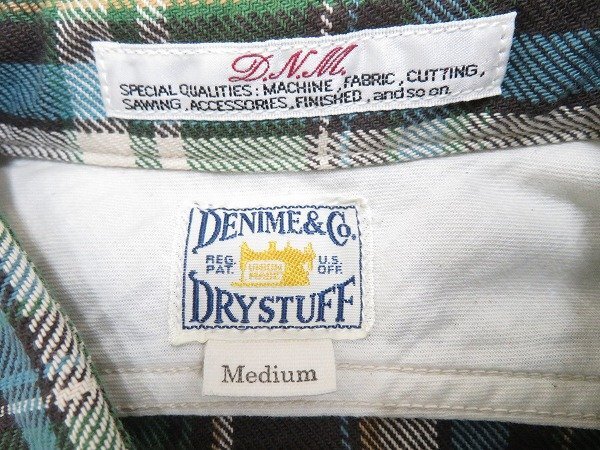 D.N.M.
SPECIAL QUALITIES : MACHINE , FABRIC , CUTTING ,
SAWING , ACCESSORIES , FINISHED , and so on.
DENIME & Co.
REG. U.S.
PAT. OFF.
DRYSTUFF
Medium